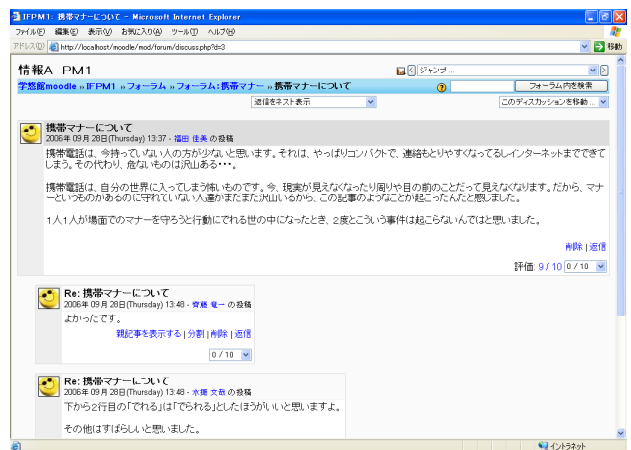 IFPM1: 携帯マナーについて - Microsoft Internet Explorer
ファイル(F) 編集(E) 表示(V) お気に入り(A) ツール(T) ヘルプ(H)
アドレス(D) http://localhost/moodle/mod/forum/discuss.php?d=3 移動
情報A PM1 ジャンプ...
学悠館moodle » IFPM1 » フォーラム » フォーラム:携帯マナー » 携帯マナーについて フォーラム内を検索
返信をネスト表示 このディスカッションを移動 ...
携帯マナーについて
2006年 09月 28日(Thursday) 13:37 - 福田 佳美 の投稿
携帯電話は、今持っていない人の方が少ないと思います。それは、やっぱりコンパクトで、連絡もとりやすくなってるしインターネットまでできて
しまう。その代わり、危ないものは沢山ある・・・。
携帯電話は、自分の世界に入ってしまう怖いものです。今、現実が見えなくなったり周りや目の前のことだって見えなくなります。だから、マナ
ーというものがあるのに守れていない人達がまだまだ沢山いるから、この記事のようなことが起こったんだと感じました。
1人1人が場面でのマナーを守ろうと行動にでれる世の中になったとき、2度とこういう事件は起こらないんではと思いました。
削除 | 返信
評価: 9 / 10 0 / 10
Re: 携帯マナーについて
2006年 09月 28日(Thursday) 13:48 - 齊藤 竜一 の投稿
よかったです。
親記事を表示する | 分割 | 削除 | 返信
0 / 10
Re: 携帯マナーについて
2006年 09月 28日(Thursday) 13:48 - 水掫 文哉 の投稿
下から2行目の「でれる」は「でられる」としたほうがいいと思いますよ。
その他はすばらしいと思いました。
イントラネット